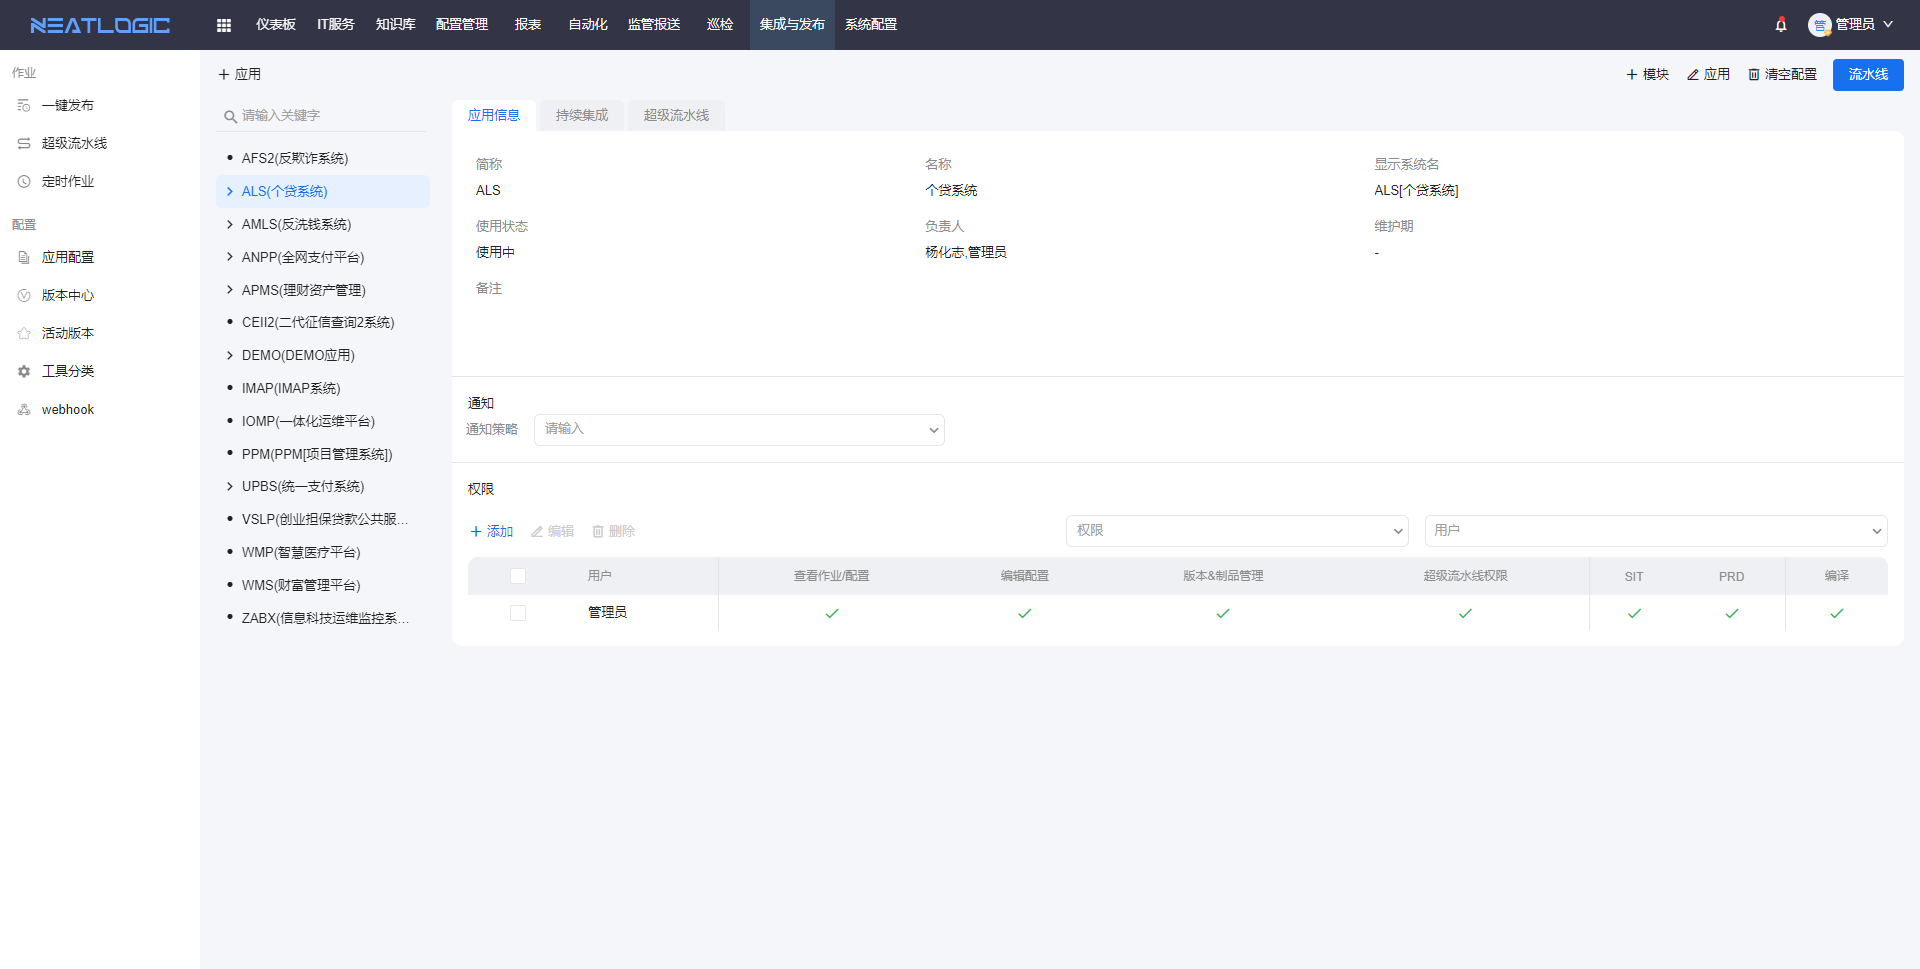 NEATLOGIC
仪表板 IT服务 知识库 配置管理 报表 自动化 监管报送 巡检 集成与发布 系统配置
管 管理员
作业
一键发布
超级流水线
定时作业
配置
应用配置
版本中心
活动版本
工具分类
webhook
应用
模块 应用 清空配置 流水线
请输入关键字
AFS2(反欺诈系统)
ALS(个贷系统)
AMLS(反洗钱系统)
ANPP(全网支付平台)
APMS(理财资产管理)
CEII2(二代征信查询2系统)
DEMO(DEMO应用)
IMAP(IMAP系统)
IOMP(一体化运维平台)
PPM(PPM[项目管理系统])
UPBS(统一支付系统)
VSLP(创业担保贷款公共服...
WMP(智慧医疗平台)
WMS(财富管理平台)
ZABX(信息科技运维监控系...
应用信息 持续集成 超级流水线
简称 名称 显示系统名
ALS 个贷系统 ALS[个贷系统]
使用状态 负责人 维护期
使用中 杨化志,管理员 -
备注
通知
通知策略 请输入
权限
添加 编辑 删除 权限 用户
用户 查看作业/配置 编辑配置 版本&制品管理 超级流水线权限 SIT PRD 编译
管理员